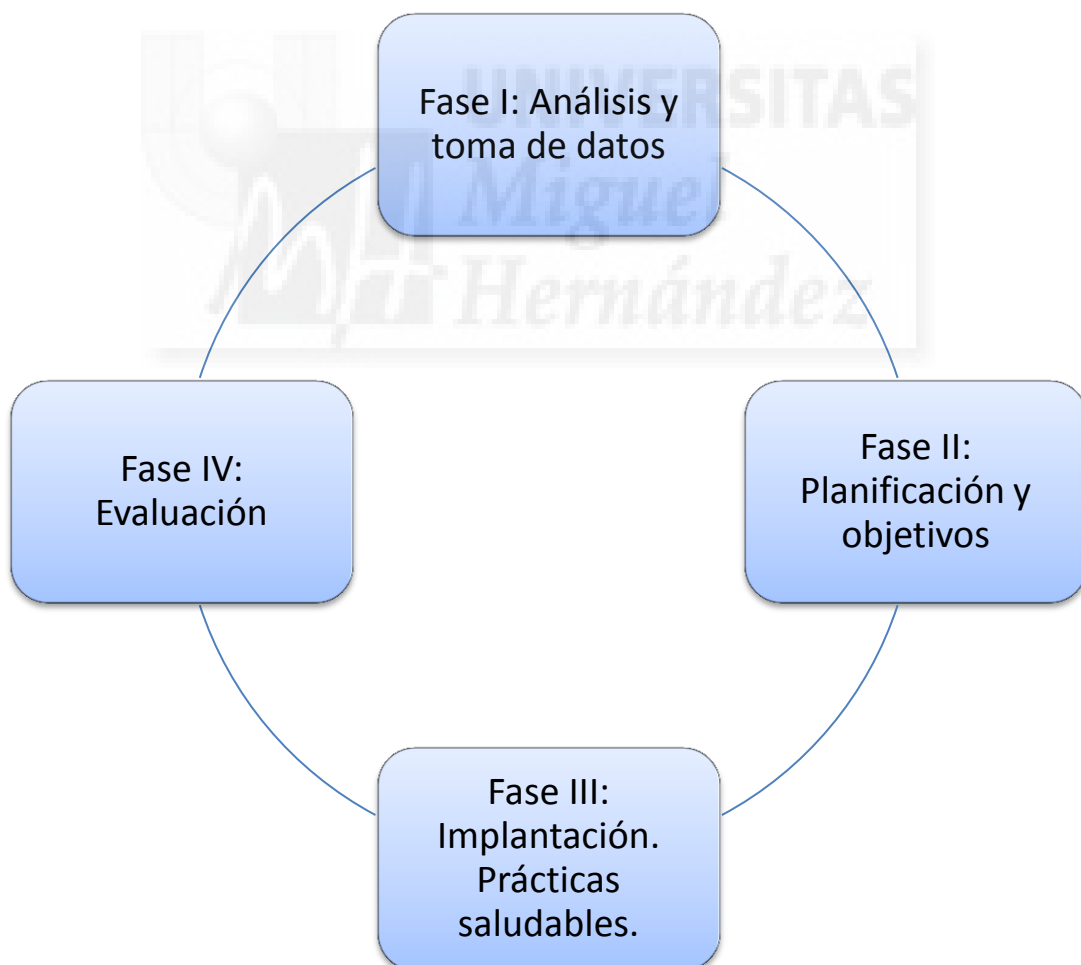 UNIVERSITAS
Miguel
Hernández
Fase I: Análisis y
toma de datos
Fase II:
Planificación y
objetivos
Fase III:
Implantación.
Prácticas
saludables.
Fase IV:
Evaluación